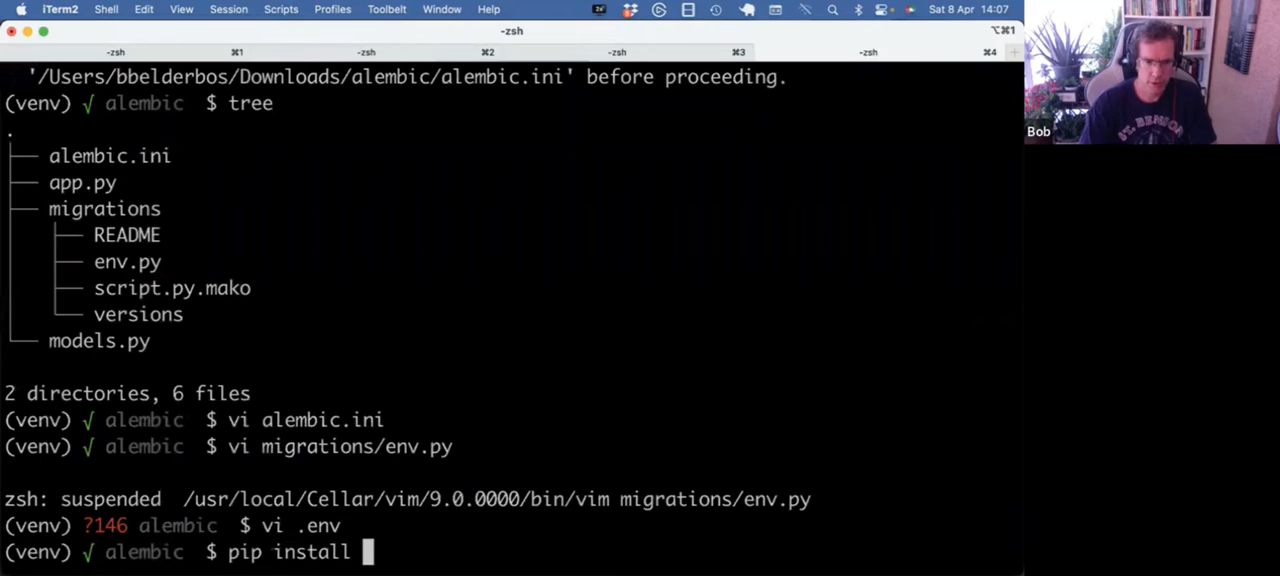 iTerm2 Shell Edit View Session Scripts Profiles Toolbelt Window Help Sat 8 Apr 14:07
-zsh ⌥⌘1
-zsh ⌘1 -zsh ⌘2 -zsh ⌘3 -zsh ⌘4
'/Users/bbelderbos/Downloads/alembic/alembic.ini' before proceeding.
(venv) √ alembic $ tree
.
├── alembic.ini
├── app.py
├── migrations
│   ├── README
│   ├── env.py
│   ├── script.py.mako
│   └── versions
└── models.py
2 directories, 6 files
(venv) √ alembic $ vi alembic.ini
(venv) √ alembic $ vi migrations/env.py
zsh: suspended /usr/local/Cellar/vim/9.0.0000/bin/vim migrations/env.py
(venv) ?146 alembic $ vi .env
(venv) √ alembic $ pip install
ST. BENSON
Bob